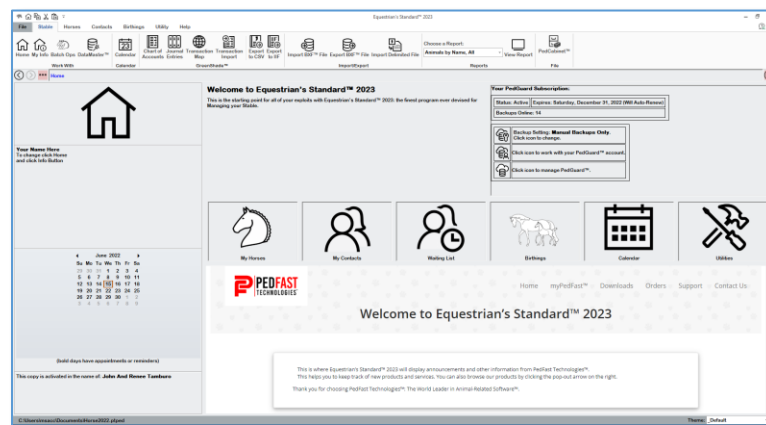 Equestrian's Standard™ 2023
File Stable Horses Contacts Birthings Utility Help
Home My Info Batch Ops DataMaster™ Calendar Chart of Accounts Journal Entries Transaction Map Transaction Import Export to CSV Export to IIF Import BIF™ File Export BIF™ File Import Delimited File
Choose a Report:
Animals by Name, All
View Report PedCabinet™
Work With Calendar GreenShade™ Import/Export Reports File
Home
Your Name Here
To change click Home
and click Info Button
Welcome to Equestrian's Standard™ 2023
This is the starting point for all of your exploits with Equestrian's Standard™ 2023: the finest program ever devised for
Managing your Stable.
Your PedGuard Subscription:
Status: Active Expires: Saturday, December 31, 2022 (Will Auto-Renew)
Backups Online: 14
Backup Setting: Manual Backups Only.
Click icon to change.
Click icon to work with your PedGuard™ account.
Click icon to manage PedGuard™.
My Horses My Contacts Waiting List Birthings Calendar Utilities
June 2022
Su Mo Tu We Th Fr Sa
29 30 31 1 2 3 4
5 6 7 8 9 10 11
12 13 14 15 16 17 18
19 20 21 22 23 24 25
26 27 28 29 30 1 2
3 4 5 6 7 8 9
(bold days have appointments or reminders)
This copy is activated in the name of: John And Renee Tamburo
PEDFAST
TECHNOLOGIES
Home myPedFast™ Downloads Orders Support Contact Us
Welcome to Equestrian's Standard™ 2023
This is where Equestrian's Standard™ 2023 will display announcements and other information from PedFast Technologies™.
This helps you to keep track of new products and services. You can also browse our products by clicking the pop-out arrow on the right.
Thank you for choosing PedFast Technologies™: The World Leader in Animal-Related Software™.
Theme: _Default